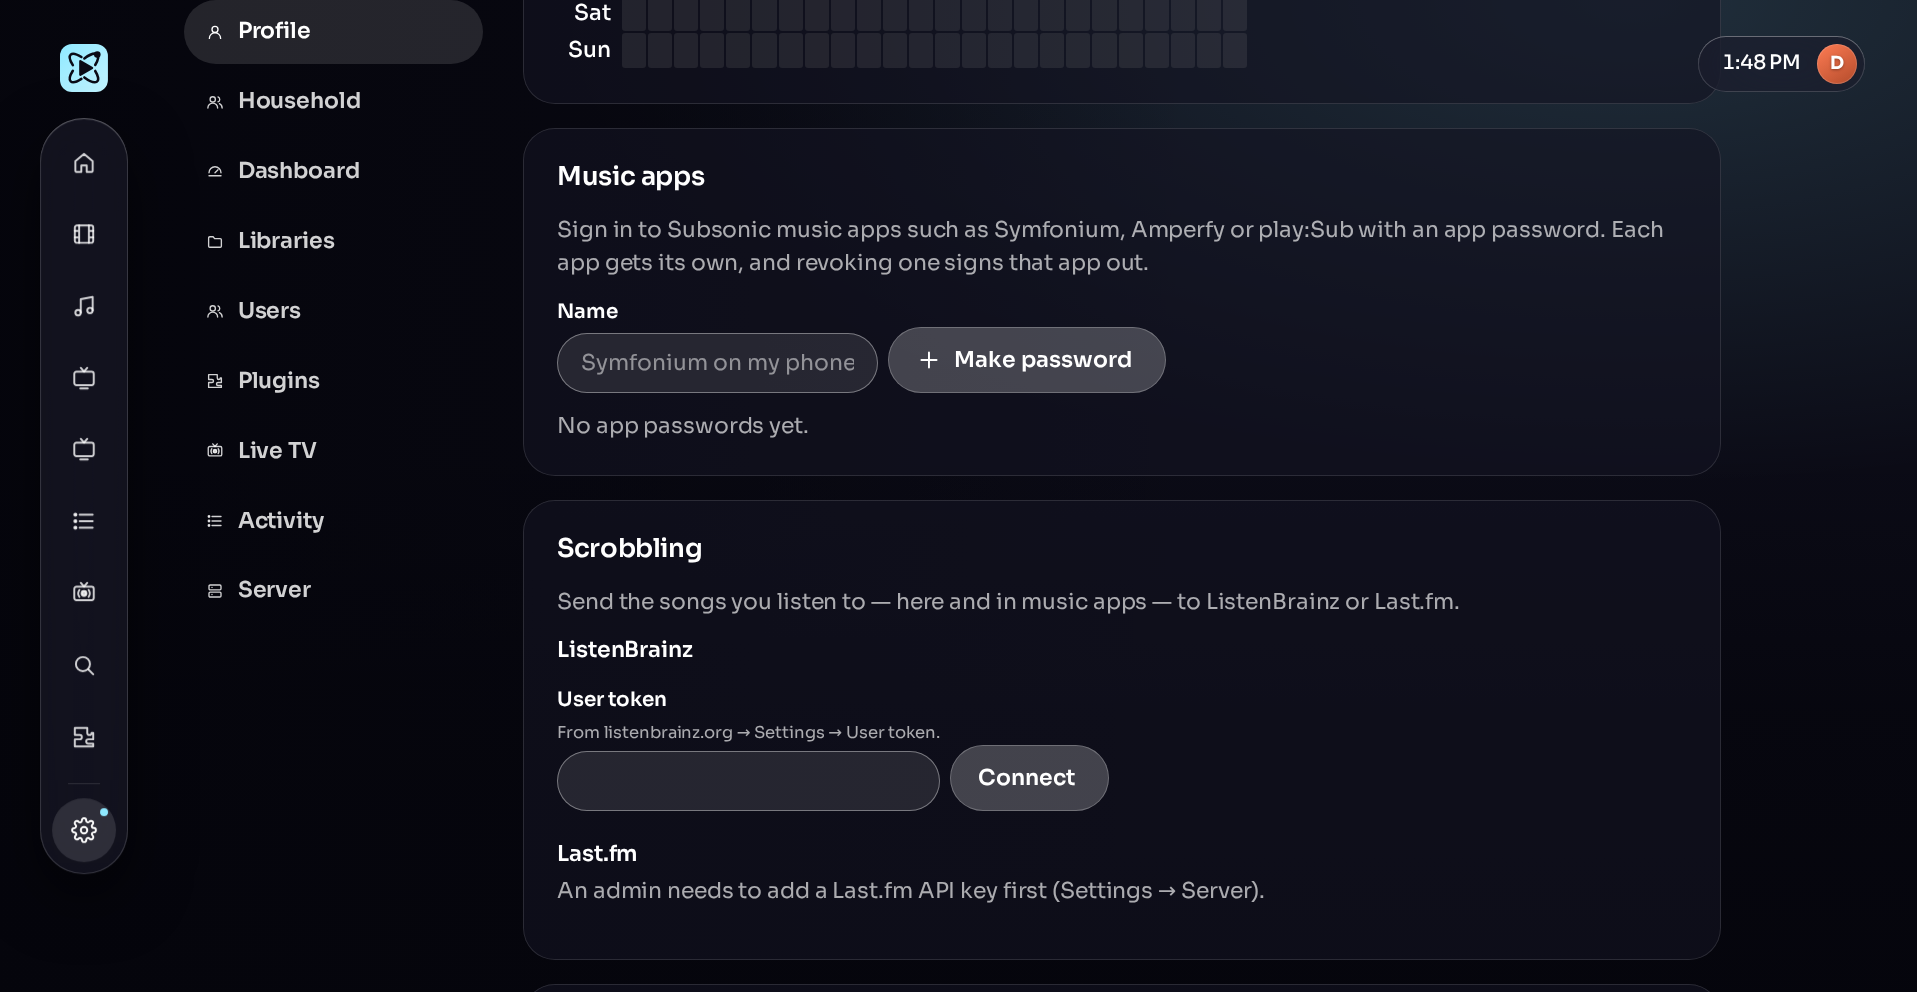 Profile
Household
Dashboard
Libraries
Users
Plugins
Live TV
Activity
Server
Sat
Sun
1:48 PM
D
Music apps
Sign in to Subsonic music apps such as Symfonium, Amperfy or play:Sub with an app password. Each
app gets its own, and revoking one signs that app out.
Name
Symfonium on my phone
Make password
No app passwords yet.
Scrobbling
Send the songs you listen to — here and in music apps — to ListenBrainz or Last.fm.
ListenBrainz
User token
From listenbrainz.org → Settings → User token.
Connect
Last.fm
An admin needs to add a Last.fm API key first (Settings → Server).